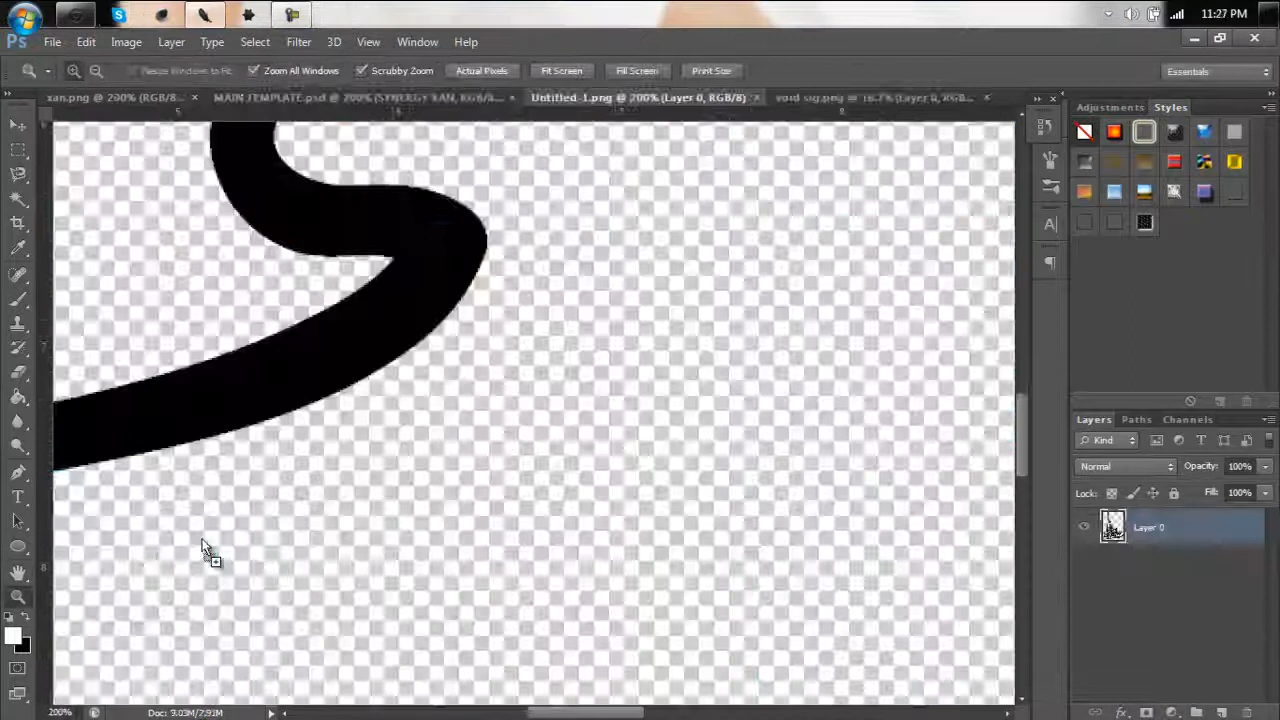 11:27 PM
Ps File Edit Image Layer Type Select Filter 3D View Window Help
Resize Windows to Fit Zoom All Windows Scrubby Zoom Actual Pixels Fit Screen Fill Screen Print Size Essentials
xan.png @ 200% (RGB/8... × MAIN TEMPLATE.psd @ 200% (SYNERGY XAN, RGB/8... × Untitled-1.png @ 200% (Layer 0, RGB/8) × void sig.png @ 16.7% (Layer 0, RGB... ×
Adjustments Styles
7
8
Layers Paths Channels
Kind
Normal Opacity: 100%
Lock: Fill: 100%
Layer 0
200% Doc: 9.03M/7.91M